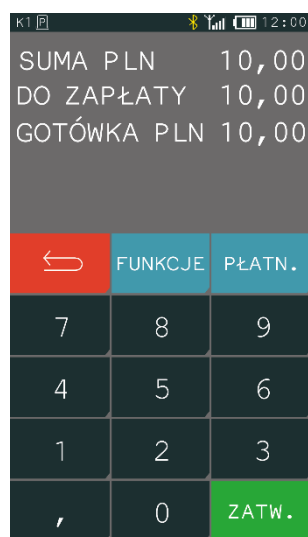 K1 P 12:00
SUMA PLN 10,00
DO ZAPŁATY 10,00
GOTÓWKA PLN 10,00
FUNKCJE PŁATN.
7 8 9
4 5 6
1 2 3
, 0 ZATW.